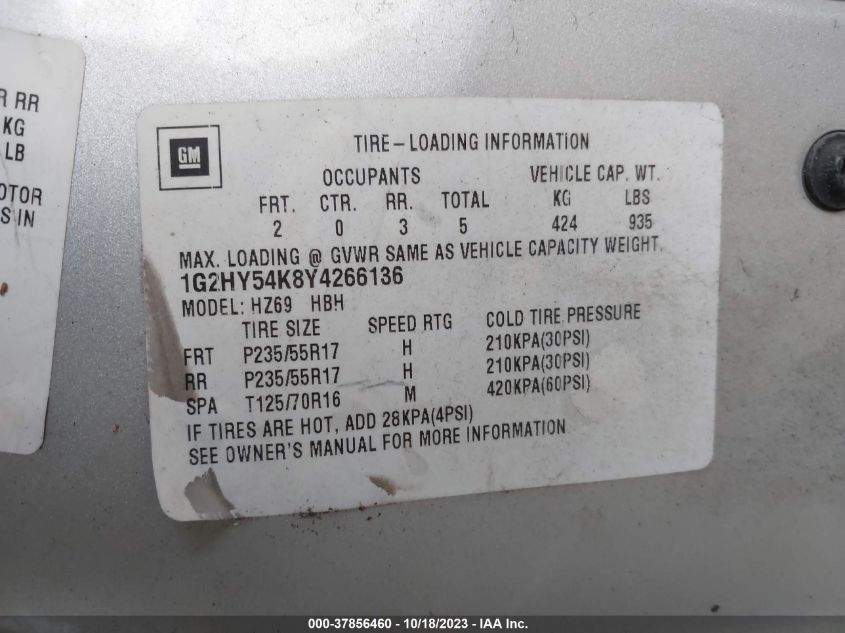 R RR
KG
LB
OTOR
S IN
GM
TIRE-LOADING INFORMATION
OCCUPANTS VEHICLE CAP. WT.
FRT. CTR. RR. TOTAL KG LBS
2 0 3 5 424 935
MAX. LOADING @ GVWR SAME AS VEHICLE CAPACITY WEIGHT.
1G2HY54K8Y4266136
MODEL: HZ69 HBH
TIRE SIZE SPEED RTG COLD TIRE PRESSURE
FRT P235/55R17 H 210KPA(30PSI)
RR P235/55R17 H 210KPA(30PSI)
SPA T125/70R16 M 420KPA(60PSI)
IF TIRES ARE HOT, ADD 28KPA(4PSI)
SEE OWNER'S MANUAL FOR MORE INFORMATION
000-37856460 - 10/18/2023 - IAA Inc.